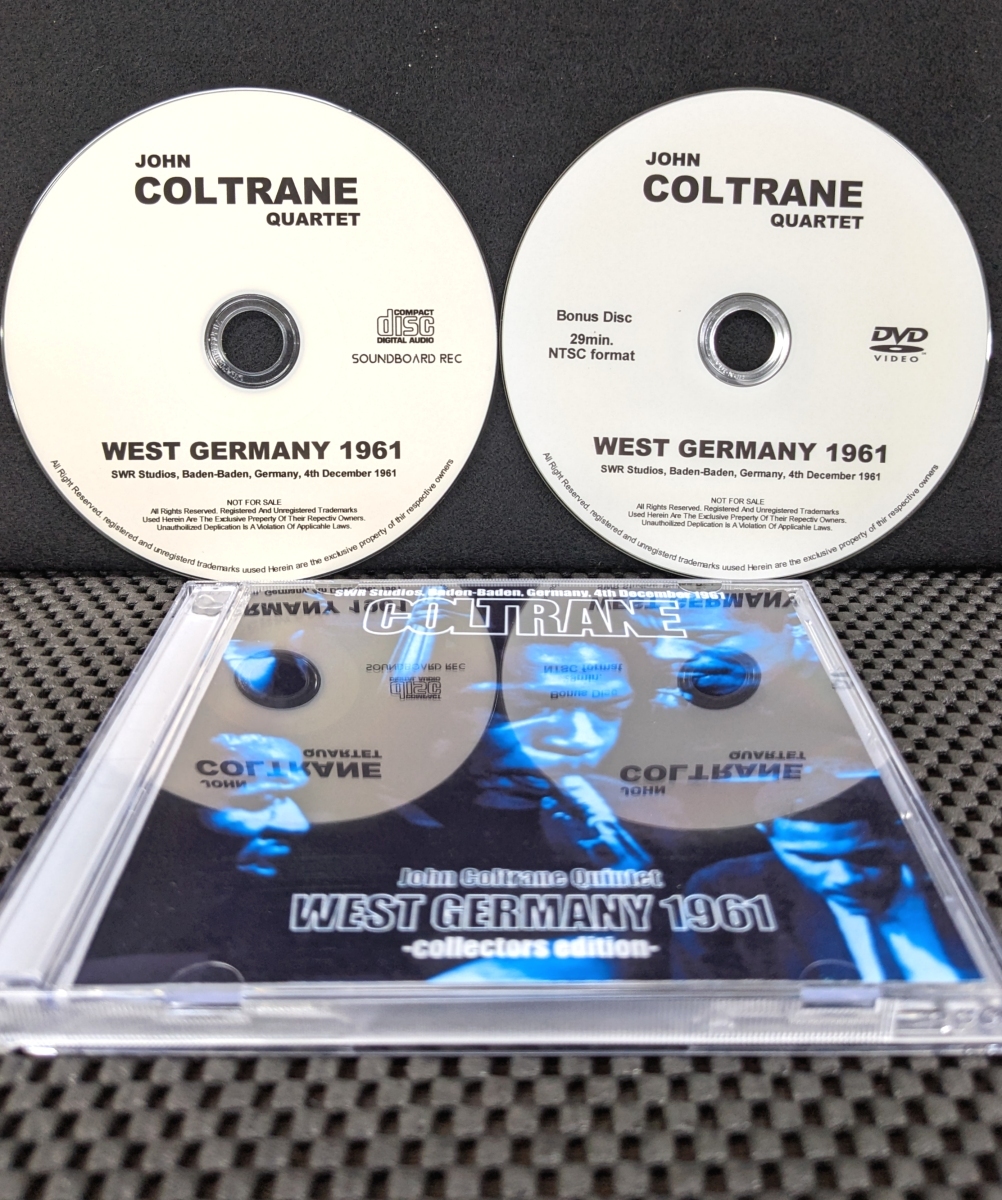 JOHN
COLTRANE
QUARTET
COMPACT
disc
DIGITAL AUDIO
SOUNDBOARD REC
WEST GERMANY 1961
SWR Studios, Baden-Baden, Germany, 4th December 1961
NOT FOR SALE
All Rights Reserved. Registered And Unregistered Trademarks
Used Herein Are The Exclusive Preperty Of Their Repectiv Owners.
Unauthoilized Deplication Is A Violation Of Applicahle Laws.
All Right Reserved. registered and unregisterd trademarks uused Herein are the exclusive property of thir respective owners
JOHN
COLTRANE
QUARTET
Bonus Disc
29min.
NTSC format
DVD
VIDEO
WEST GERMANY 1961
SWR Studios, Baden-Baden, Germany, 4th December 1961
NOT FOR SALE
All Rights Reserved. Registered And Unregistered Trademarks
Used Herein Are The Exclusive Preperty Of Their Repectiv Owners.
Unauthoilized Deplication Is A Violation Of Applicahle Laws.
All Right Reserved. registered and unregisterd trademarks uused Herein are the exclusive property of thir respective owners
SWR Studios, Baden-Baden, Germany, 4th December 1961
COLTRANE
John Coltrane Quintet
WEST GERMANY 1961
-collectors edition-